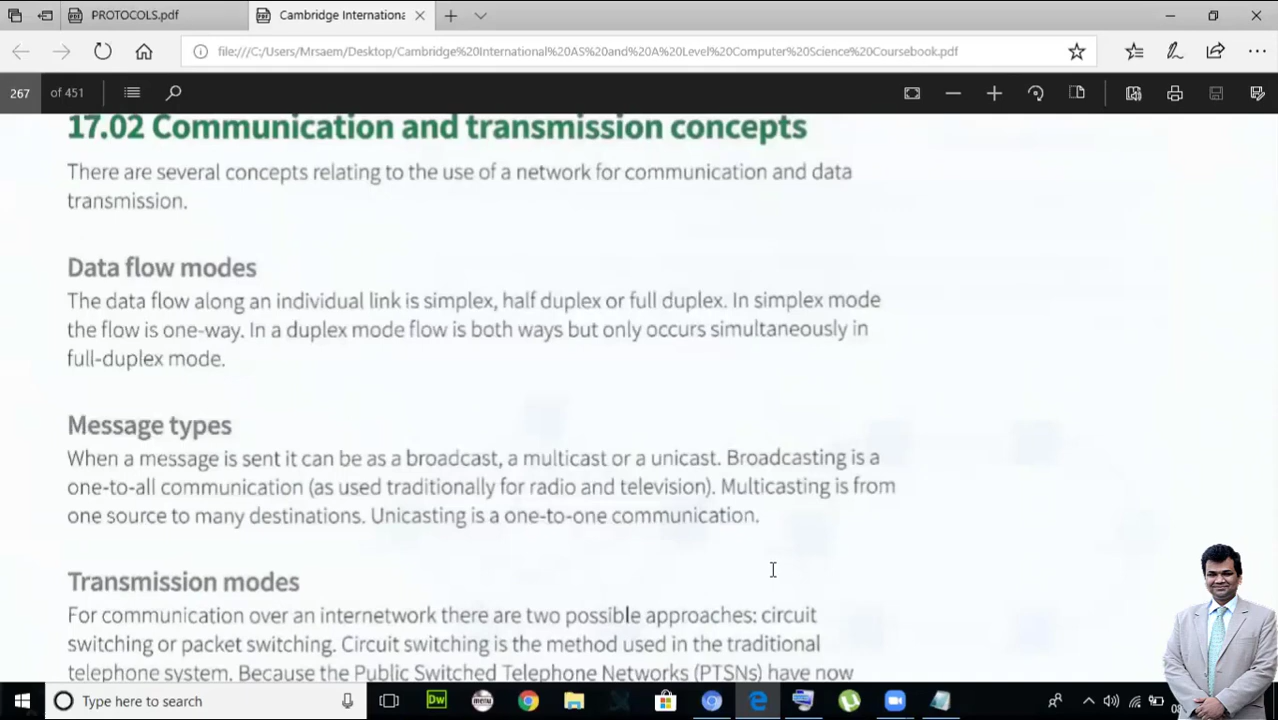 PROTOCOLS.pdf
Cambridge Internationa
file:///C:/Users/Mrsaem/Desktop/Cambridge%20International%20AS%20and%20A%20Level%20Computer%20Science%20Coursebook.pdf
267 of 451
17.02 Communication and transmission concepts
There are several concepts relating to the use of a network for communication and data
transmission.
Data flow modes
The data flow along an individual link is simplex, half duplex or full duplex. In simplex mode
the flow is one-way. In a duplex mode flow is both ways but only occurs simultaneously in
full-duplex mode.
Message types
When a message is sent it can be as a broadcast, a multicast or a unicast. Broadcasting is a
one-to-all communication (as used traditionally for radio and television). Multicasting is from
one source to many destinations. Unicasting is a one-to-one communication.
Transmission modes
For communication over an internetwork there are two possible approaches: circuit
switching or packet switching. Circuit switching is the method used in the traditional
telephone system. Because the Public Switched Telephone Networks (PTSNs) have now
Type here to search
Dw
menu